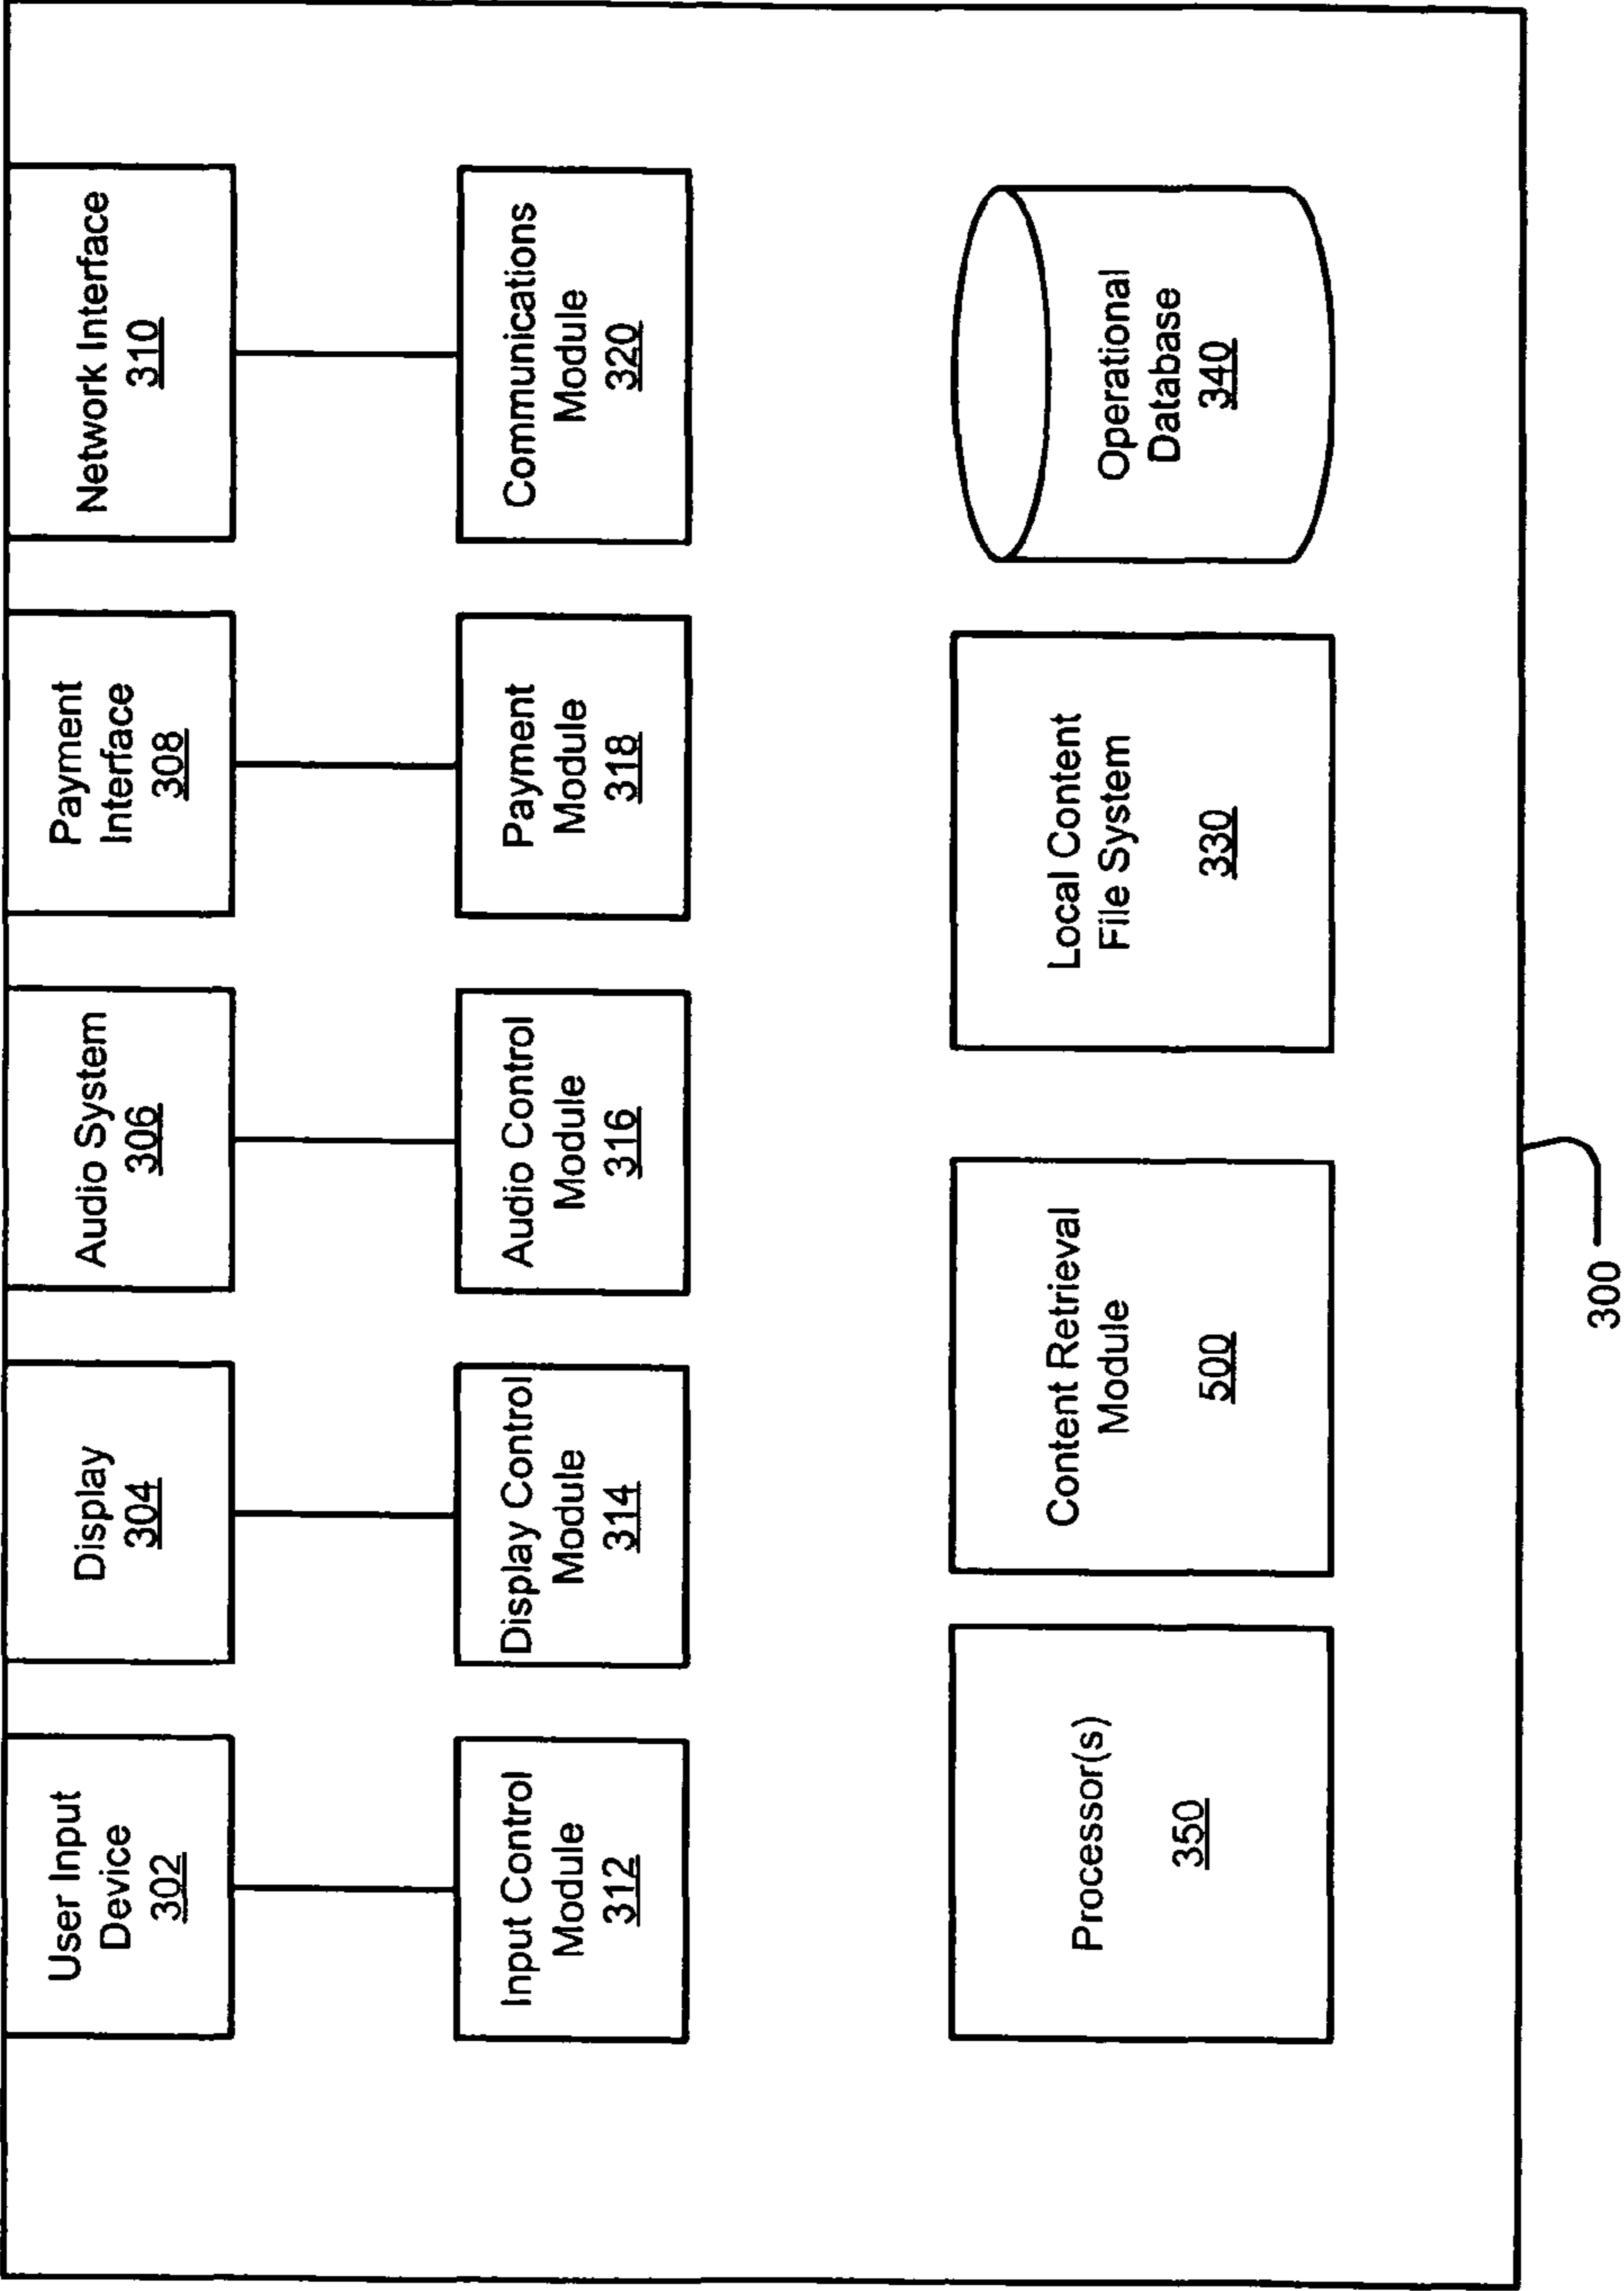 User Input
Device
302
Display
304
Audio System
306
Payment
Interface
308
Network Interface
310
Input Control
Module
312
Display Control
Module
314
Audio Control
Module
316
Payment
Module
318
Communications
Module
320
Processor(s)
350
Content Retrieval
Module
500
Local Content
File System
330
Operational
Database
340
300